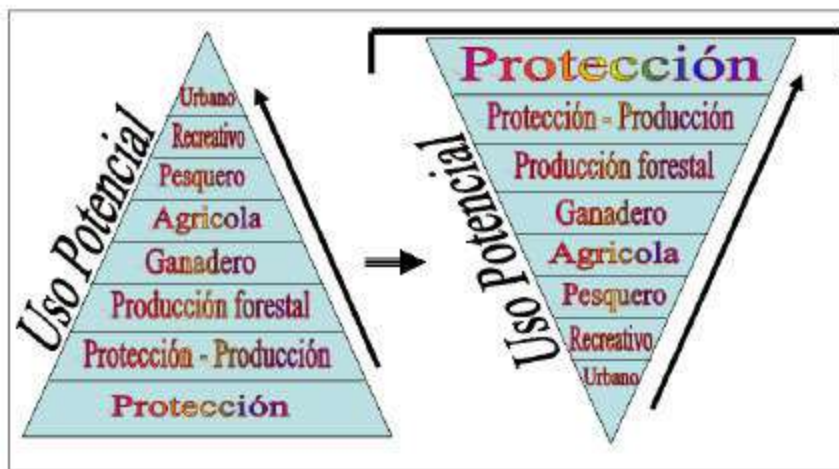 Uso Potencial
Urbano
Recreativo
Pesquero
Agricola
Ganadero
Producción forestal
Protección - Producción
Protección
Uso Potencial
Protección
Protección - Producción
Producción forestal
Ganadero
Agricola
Pesquero
Recreativo
Urbano